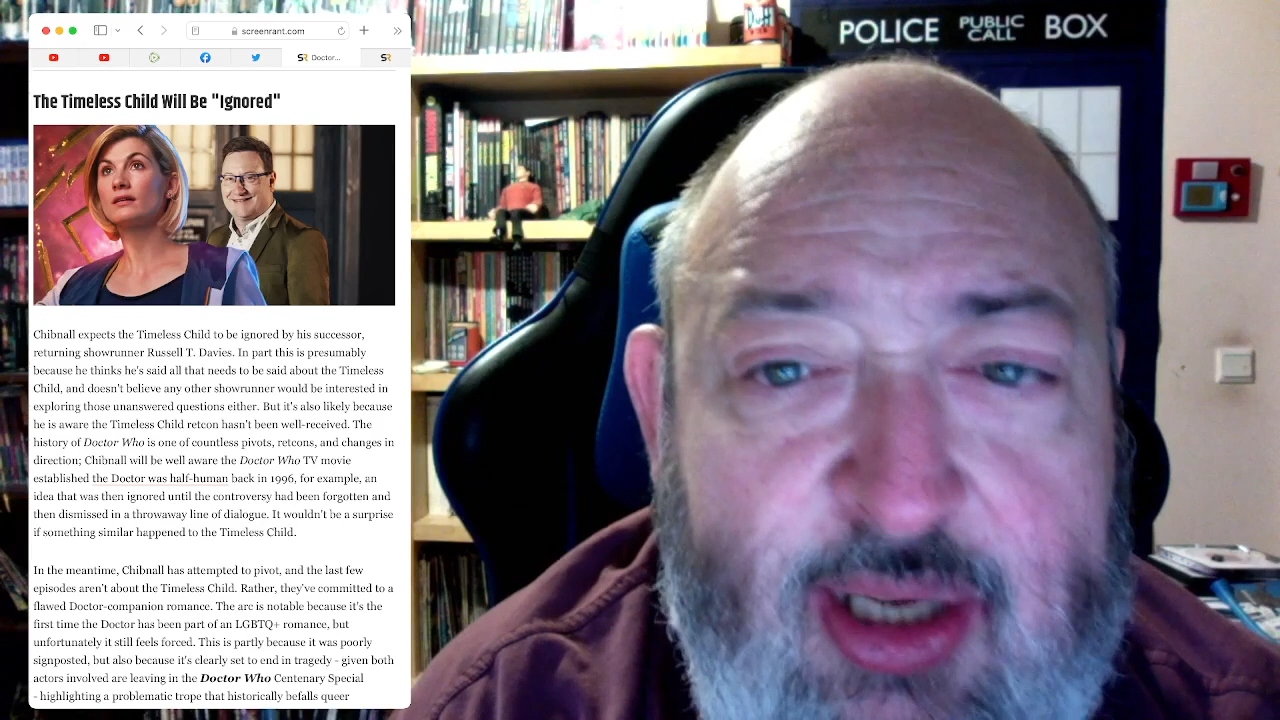 screenrant.com
Doctor...
The Timeless Child Will Be "Ignored"
Chibnall expects the Timeless Child to be ignored by his successor,
returning showrunner Russell T. Davies. In part this is presumably
because he thinks he's said all that needs to be said about the Timeless
Child, and doesn't believe any other showrunner would be interested in
exploring those unanswered questions either. But it's also likely because
he is aware the Timeless Child retcon hasn't been well-received. The
history of Doctor Who is one of countless pivots, retcons, and changes in
direction; Chibnall will be well aware the Doctor Who TV movie
established the Doctor was half-human back in 1996, for example, an
idea that was then ignored until the controversy had been forgotten and
then dismissed in a throwaway line of dialogue. It wouldn't be a surprise
if something similar happened to the Timeless Child.
In the meantime, Chibnall has attempted to pivot, and the last few
episodes aren't about the Timeless Child. Rather, they've committed to a
flawed Doctor-companion romance. The arc is notable because it's the
first time the Doctor has been part of an LGBTQ+ romance, but
unfortunately it still feels forced. This is partly because it was poorly
signposted, but also because it's clearly set to end in tragedy - given both
actors involved are leaving in the Doctor Who Centenary Special
- highlighting a problematic trope that historically befalls queer
Duff
POLICE PUBLIC CALL BOX